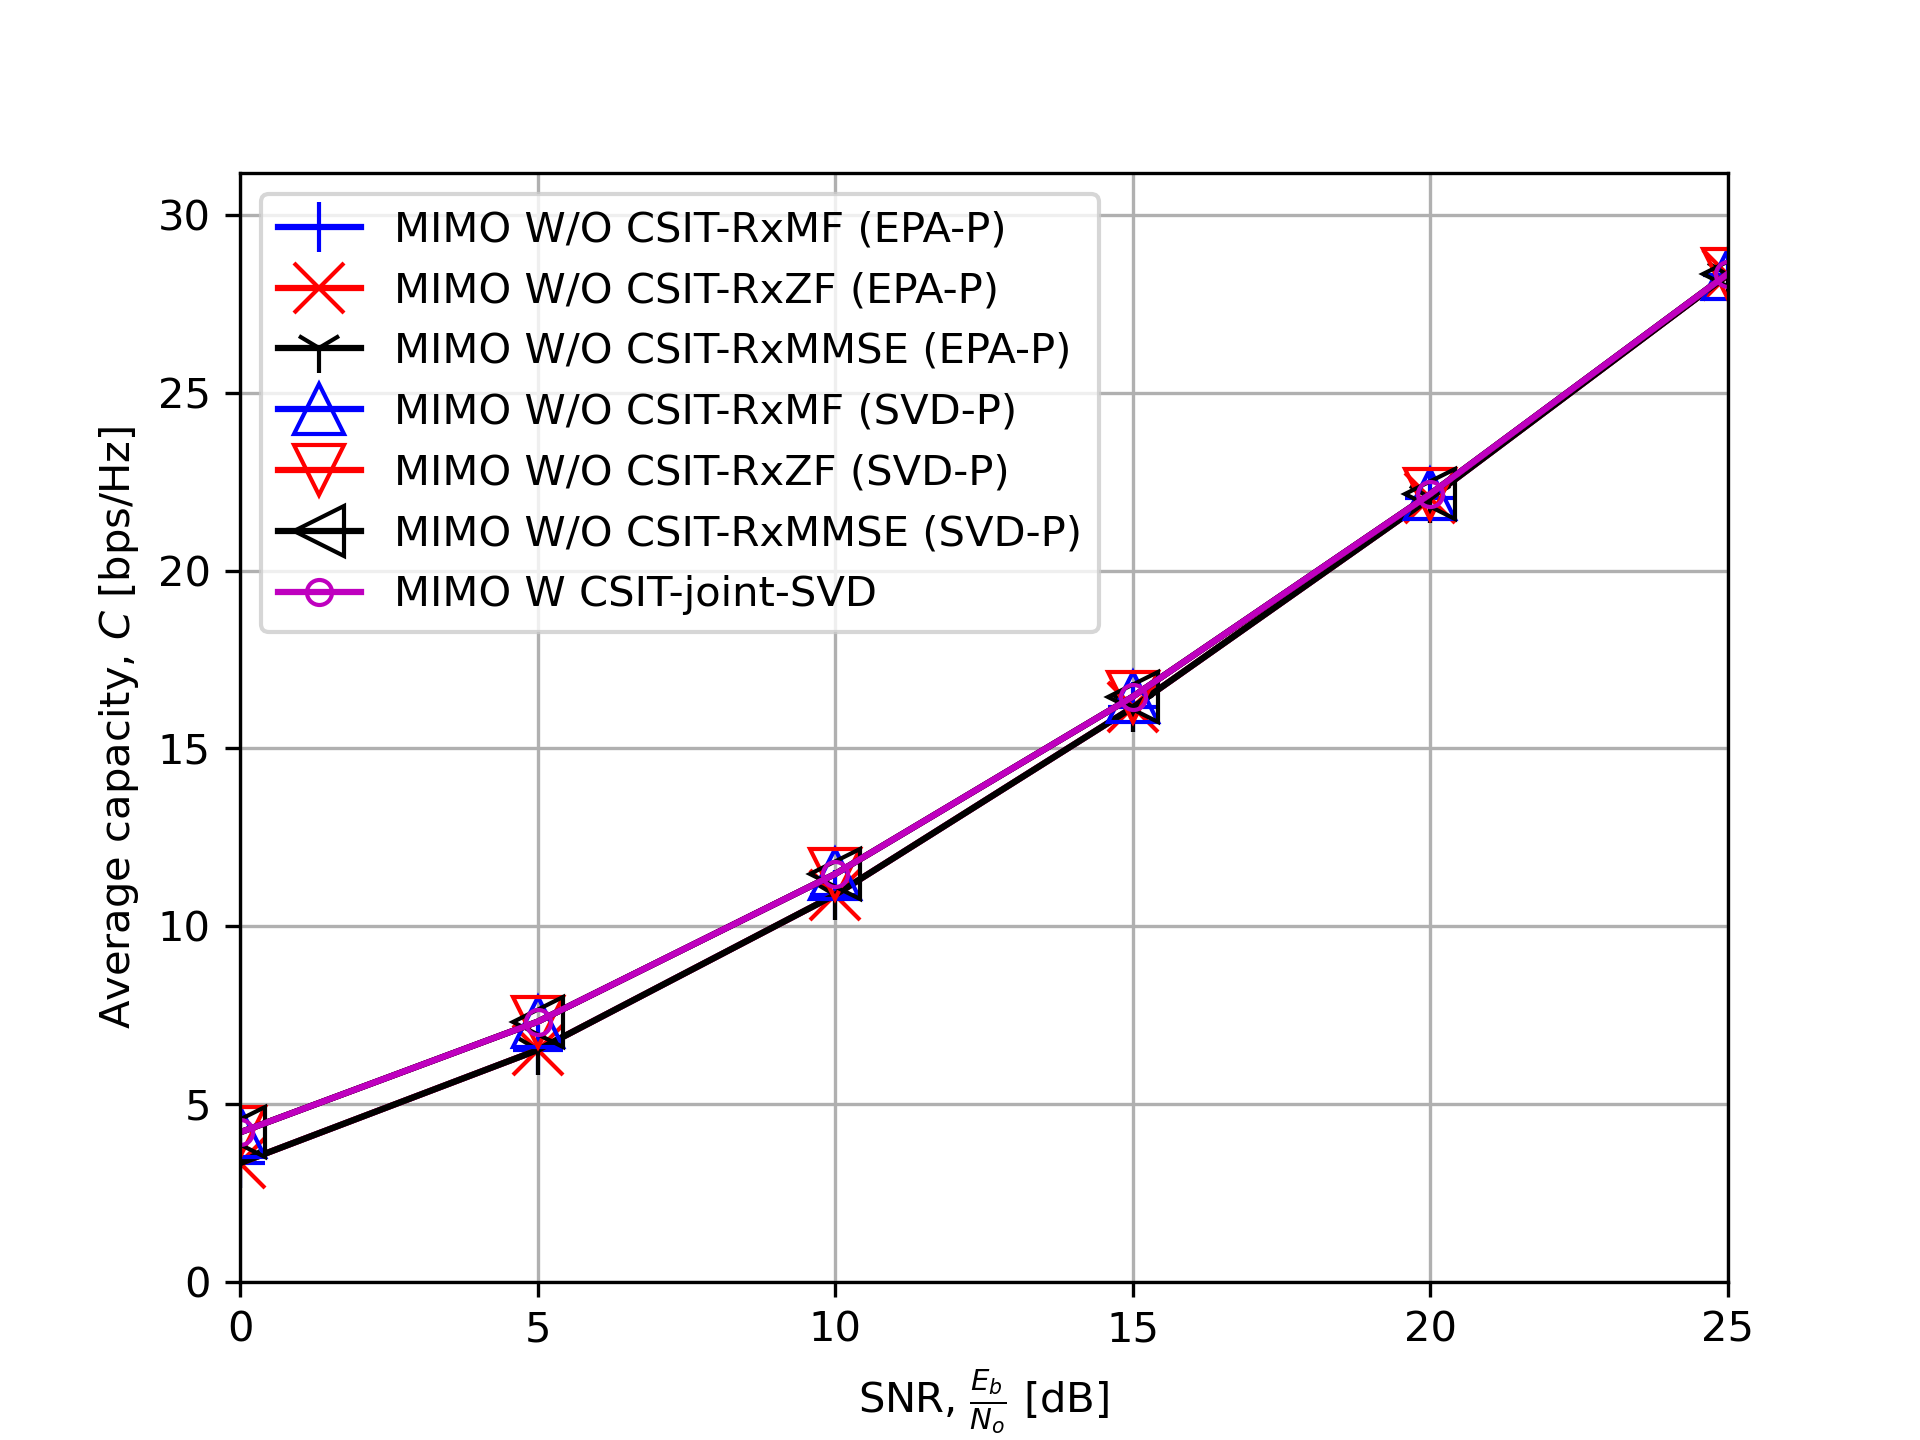 30
25
20
15
10
5
0
Average capacity, C [bps/Hz]
MIMO W/O CSIT-RxMF (EPA-P)
MIMO W/O CSIT-RxZF (EPA-P)
MIMO W/O CSIT-RxMMSE (EPA-P)
MIMO W/O CSIT-RxMF (SVD-P)
MIMO W/O CSIT-RxZF (SVD-P)
MIMO W/O CSIT-RxMMSE (SVD-P)
MIMO W CSIT-joint-SVD
0 5 10 15 20 25
SNR, E_b/N_o [dB]